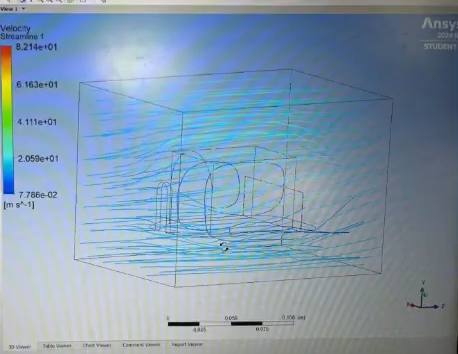 View 1
Velocity
Streamline 1
8.214e+01
6.163e+01
4.111e+01
2.059e+01
7.786e-02
[m s^-1]
Ansys
STUDENT
0
0.050
0.100 (m)
0.025
0.075
Y
Z
3D Viewer
Table Viewer
Chart Viewer
Comment Viewer
Report Viewer